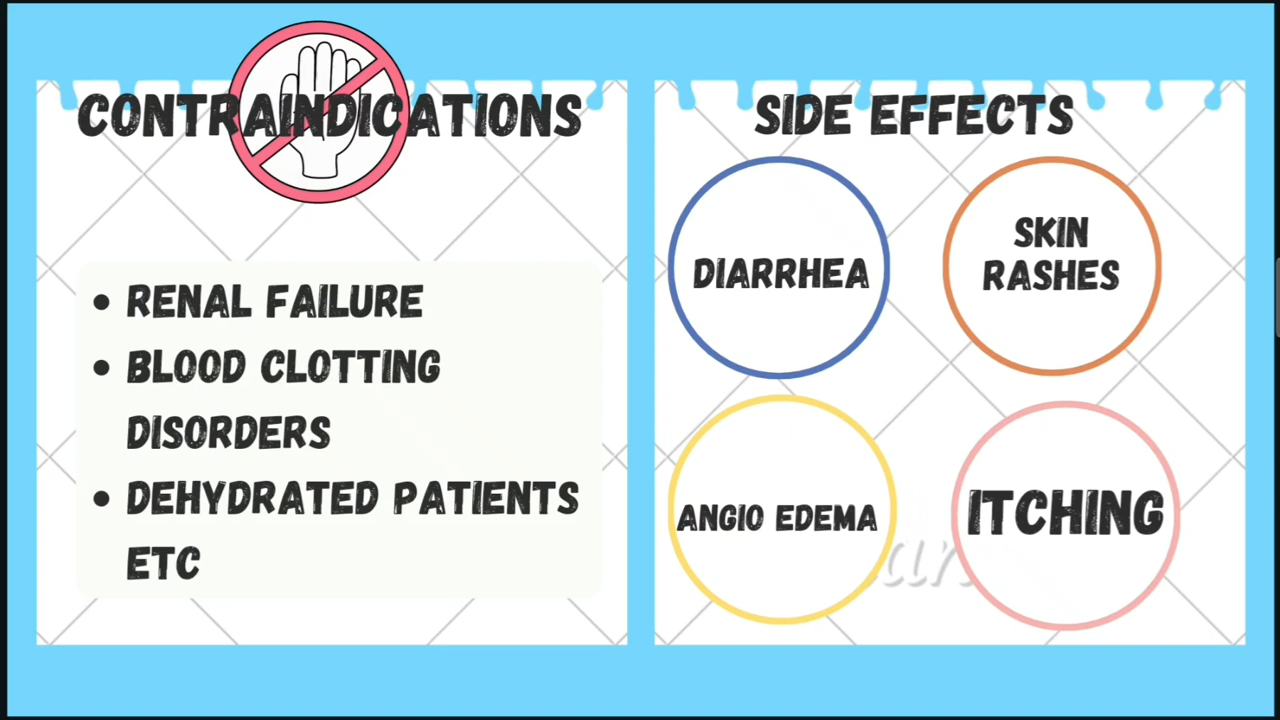 CONTRAINDICATIONS
• RENAL FAILURE
• BLOOD CLOTTING
DISORDERS
• DEHYDRATED PATIENTS
ETC
SIDE EFFECTS
DIARRHEA
SKIN
RASHES
ANGIO EDEMA
ITCHING